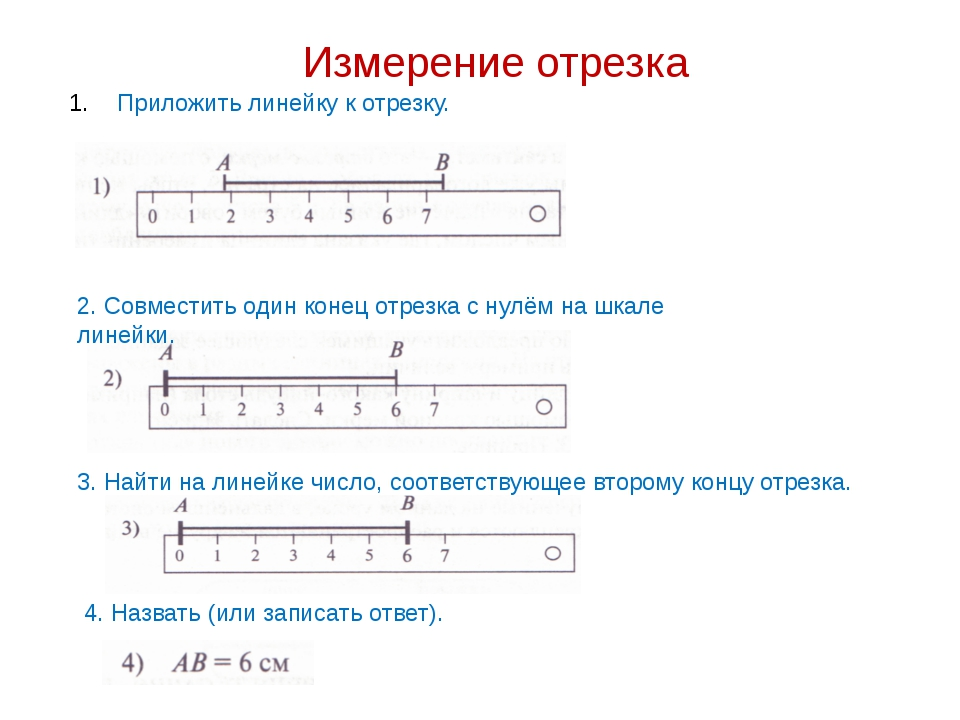 Измерение отрезка
1. Приложить линейку к отрезку.
A B
1)
0 1 2 3 4 5 6 7
2. Совместить один конец отрезка с нулём на шкале
линейки.
A B
2)
0 1 2 3 4 5 6 7
3. Найти на линейке число, соответствующее второму концу отрезка.
A B
3)
0 1 2 3 4 5 6 7
4. Назвать (или записать ответ).
4) AB = 6 см